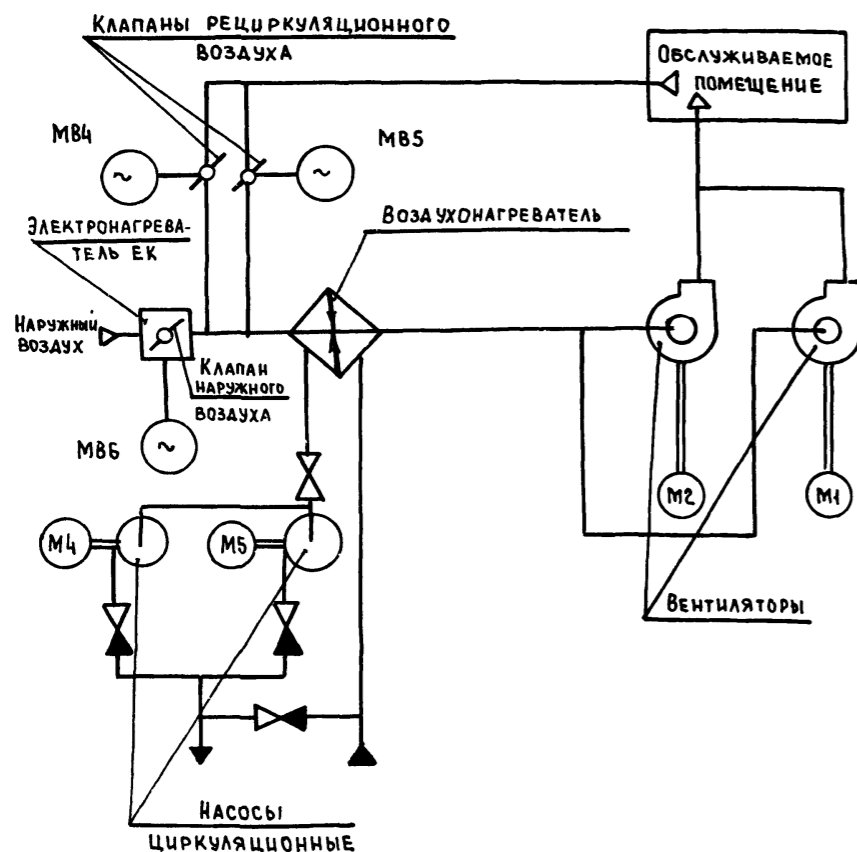 Клапаны рециркуляционного
воздуха
Обслуживаемое
помещение
МВ4
МВ5
Электронагрева-
тель ЕК
Воздухонагреватель
Наружный
воздух
Клапан
наружного
воздуха
МВ6
М2
М1
М4
М5
Вентиляторы
Насосы
циркуляционные